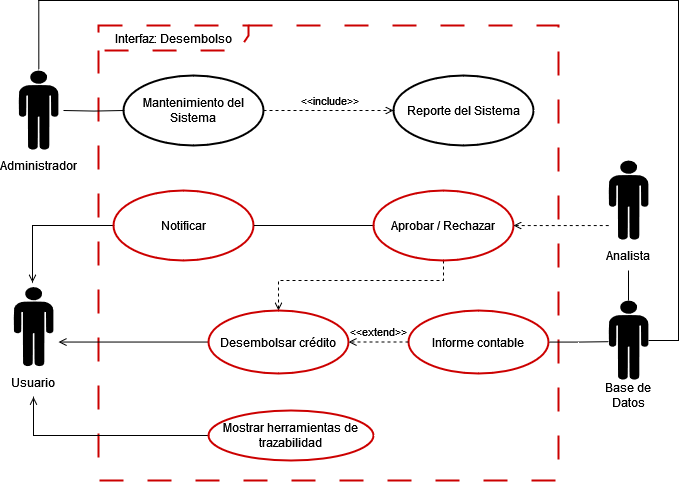 Interfaz: Desembolso
Mantenimiento del
Sistema
<<include>>
Reporte del Sistema
Administrador
Notificar
Aprobar / Rechazar
Analista
Desembolsar crédito
<<extend>>
Informe contable
Usuario
Base de
Datos
Mostrar herramientas de
trazabilidad